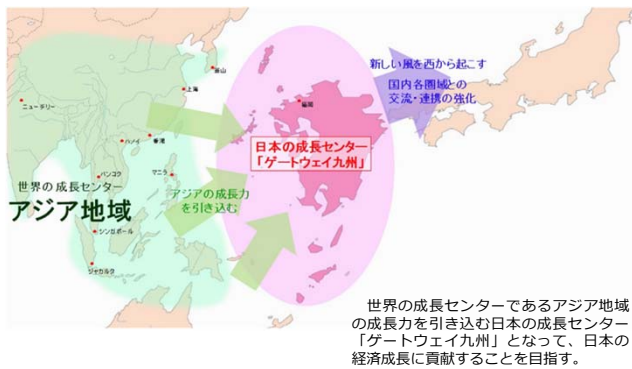 新しい風を西から起こす
国内各圏域との
交流・連携の強化
釜山
上海
ニューデリー
福岡
日本の成長センター
「ゲートウェイ九州」
ハノイ
香港
バンコク
マニラ
世界の成長センター
アジア地域
アジアの成長力
を引き込む
シンガポール
ジャカルタ
世界の成長センターであるアジア地域
の成長力を引き込む日本の成長センター
「ゲートウェイ九州」となって、日本の
経済成長に貢献することを目指す。